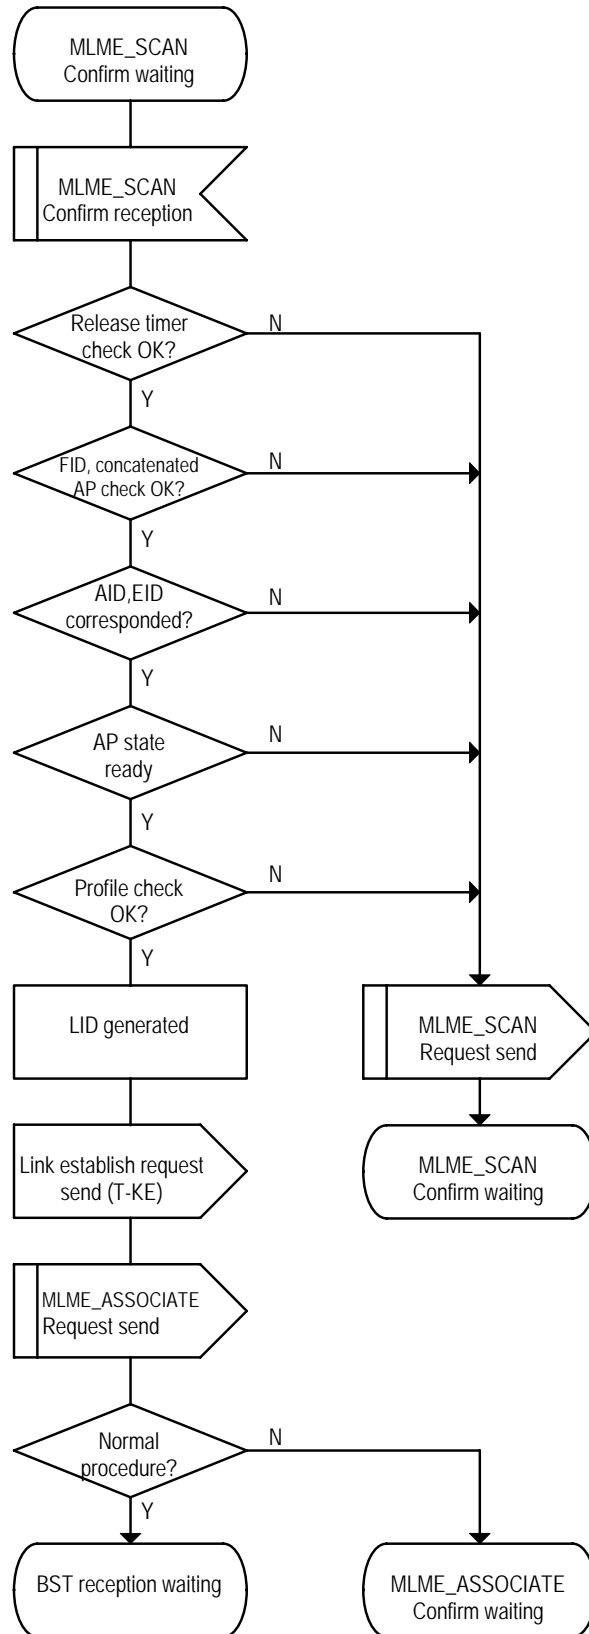 MLME_SCAN
Confirm waiting
MLME_SCAN
Confirm reception
Release timer
check OK?
N
Y
FID, concatenated
AP check OK?
N
Y
AID,EID
corresponded?
N
Y
AP state
ready
N
Y
Profile check
OK?
N
Y
LID generated
MLME_SCAN
Request send
Link establish request
send (T-KE)
MLME_SCAN
Confirm waiting
MLME_ASSOCIATE
Request send
Normal
procedure?
N
Y
BST reception waiting
MLME_ASSOCIATE
Confirm waiting